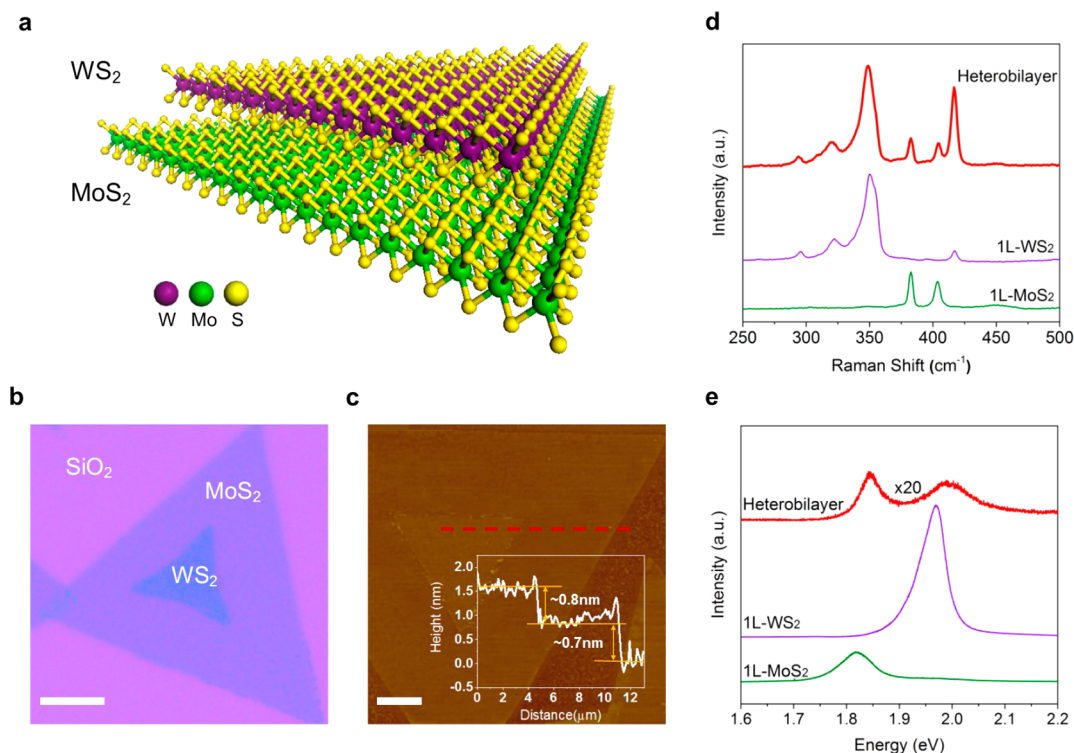 a
WS₂
MoS₂
W Mo S
b
SiO₂
MoS₂
WS₂
c
Height (nm)
2.0
1.5
1.0
0.5
0.0
-0.5
~0.8nm
~0.7nm
0 2 4 6 8 10 12
Distance(μm)
d
Intensity (a.u.)
Heterobilayer
1L-WS₂
1L-MoS₂
250 300 350 400 450 500
Raman Shift (cm⁻¹)
e
Intensity (a.u.)
x20
Heterobilayer
1L-WS₂
1L-MoS₂
1.6 1.7 1.8 1.9 2.0 2.1 2.2
Energy (eV)